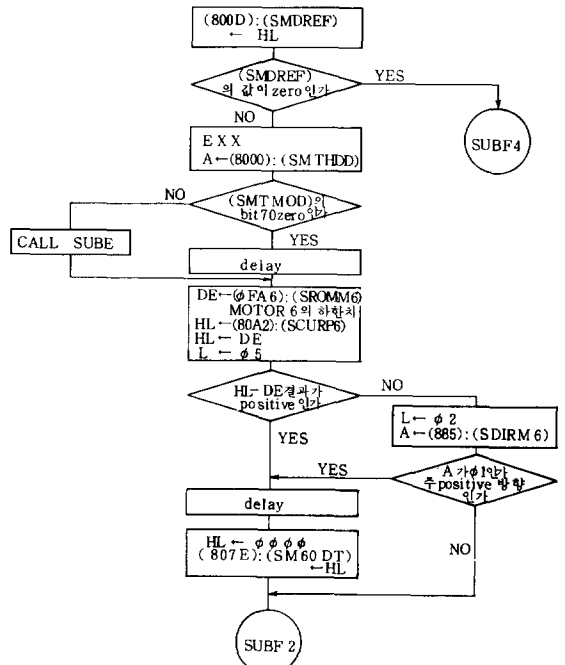 (800D):(SMDREF)
← HL
(SMDREF)
의 값이 zero인가
YES
NO
SUBF4
EXX
A←(8000):(SMTHDD)
NO
(SMTMOD)의
bit70zero인가
YES
CALL SUBE
delay
DE←(φFA6):(SROMM6)
MOTOR 6의 하한치
HL←(80A2):(SCURP6)
HL← DE
L ← φ5
HL-DE결과가
positive인가
NO
YES
L← φ2
A←(885):(SDIRM6)
YES
A가φ1인가
positive 방향
인가
NO
delay
HL ← φφφφ
(807E):(SM60DT)
←HL
SUBF2